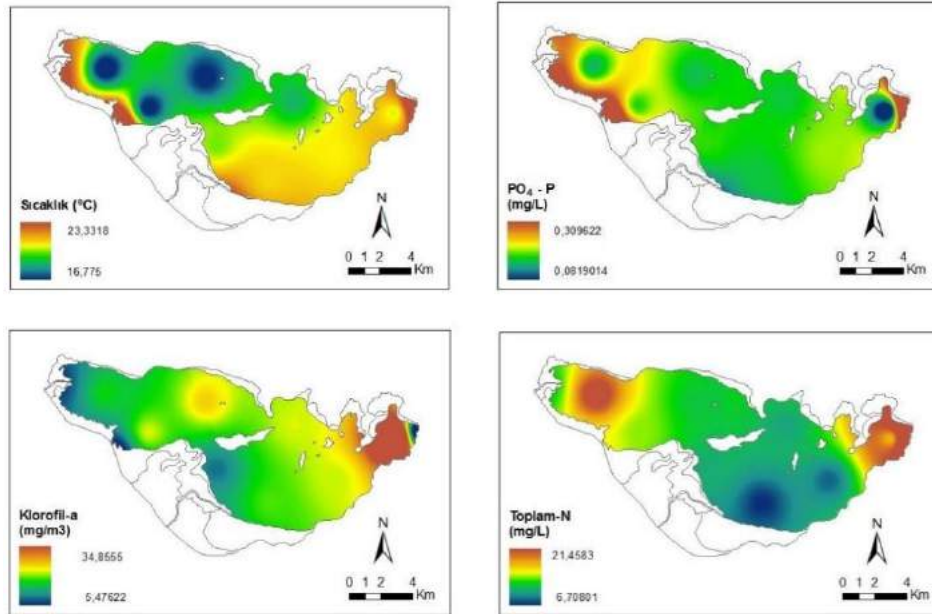 Sıcaklık (°C)
23,3318
16,775
N
0 1 2 4
Km
PO₄ - P
(mg/L)
0,309622
0,0819014
N
0 1 2 4
Km
Klorofil-a
(mg/m3)
34,8555
5,47622
N
0 1 2 4
Km
Toplam-N
(mg/L)
21,4583
6,70801
N
0 1 2 4
Km